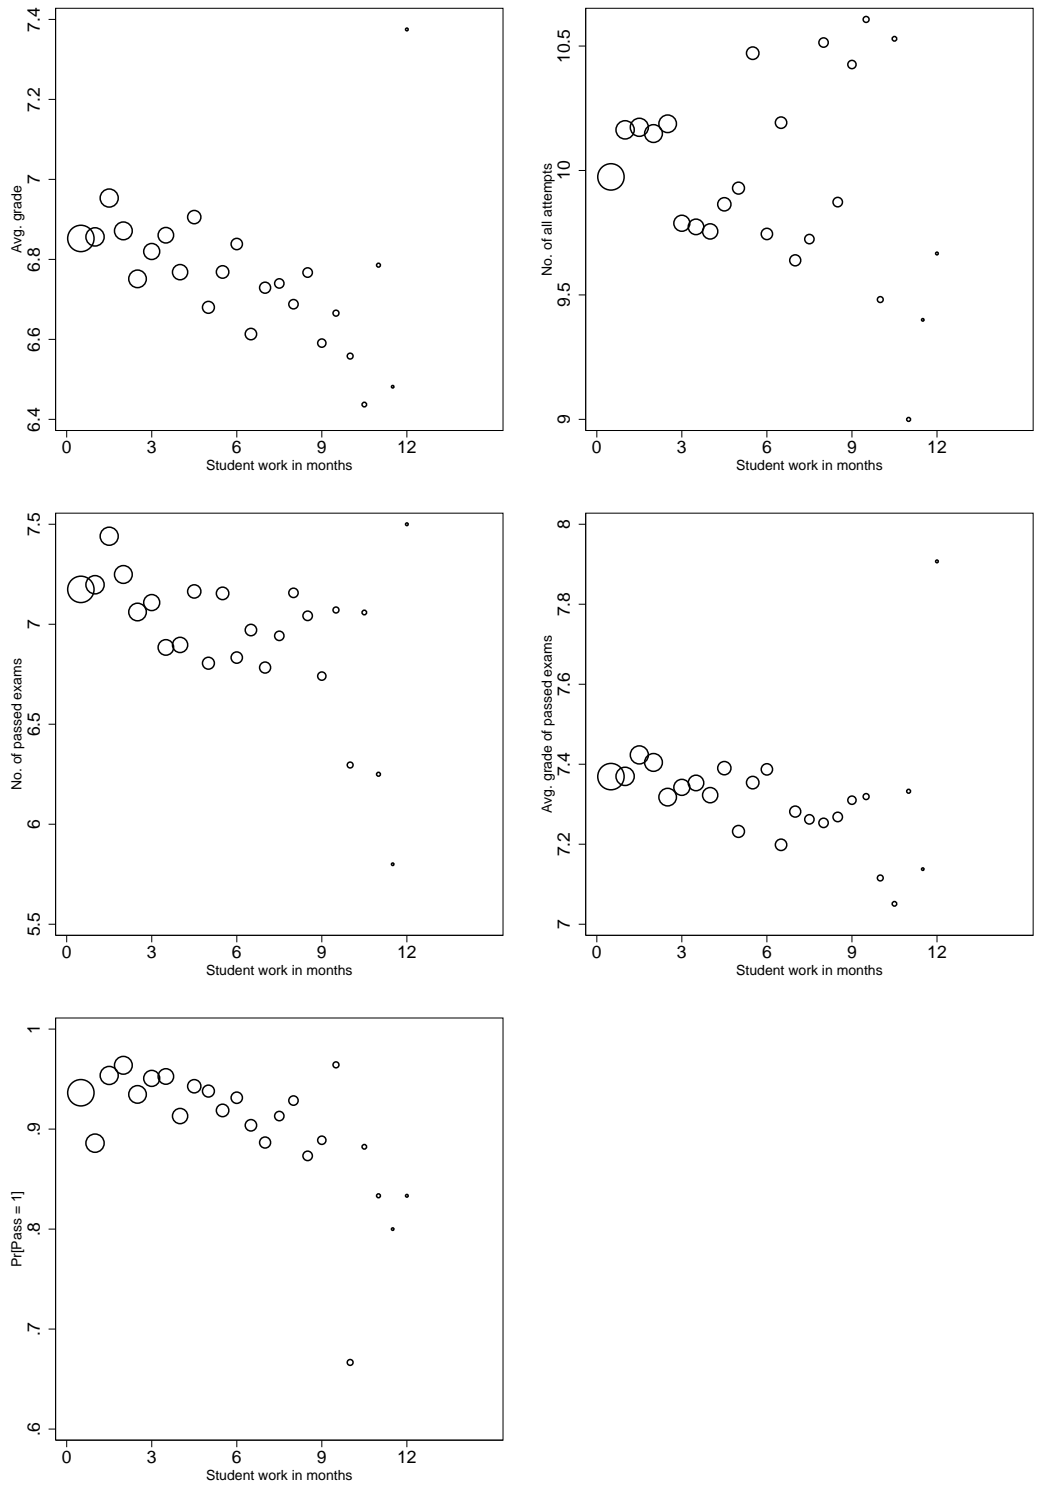 Avg. grade
7.4
7.2
7
6.8
6.6
6.4
0 3 6 9 12
Student work in months
No. of all attempts
10.5
10
9.5
9
0 3 6 9 12
Student work in months
No. of passed exams
7.5
7
6.5
6
5.5
0 3 6 9 12
Student work in months
Avg. grade of passed exams
8
7.8
7.6
7.4
7.2
7
0 3 6 9 12
Student work in months
Pr[Pass = 1]
1
.9
.8
.7
.6
0 3 6 9 12
Student work in months